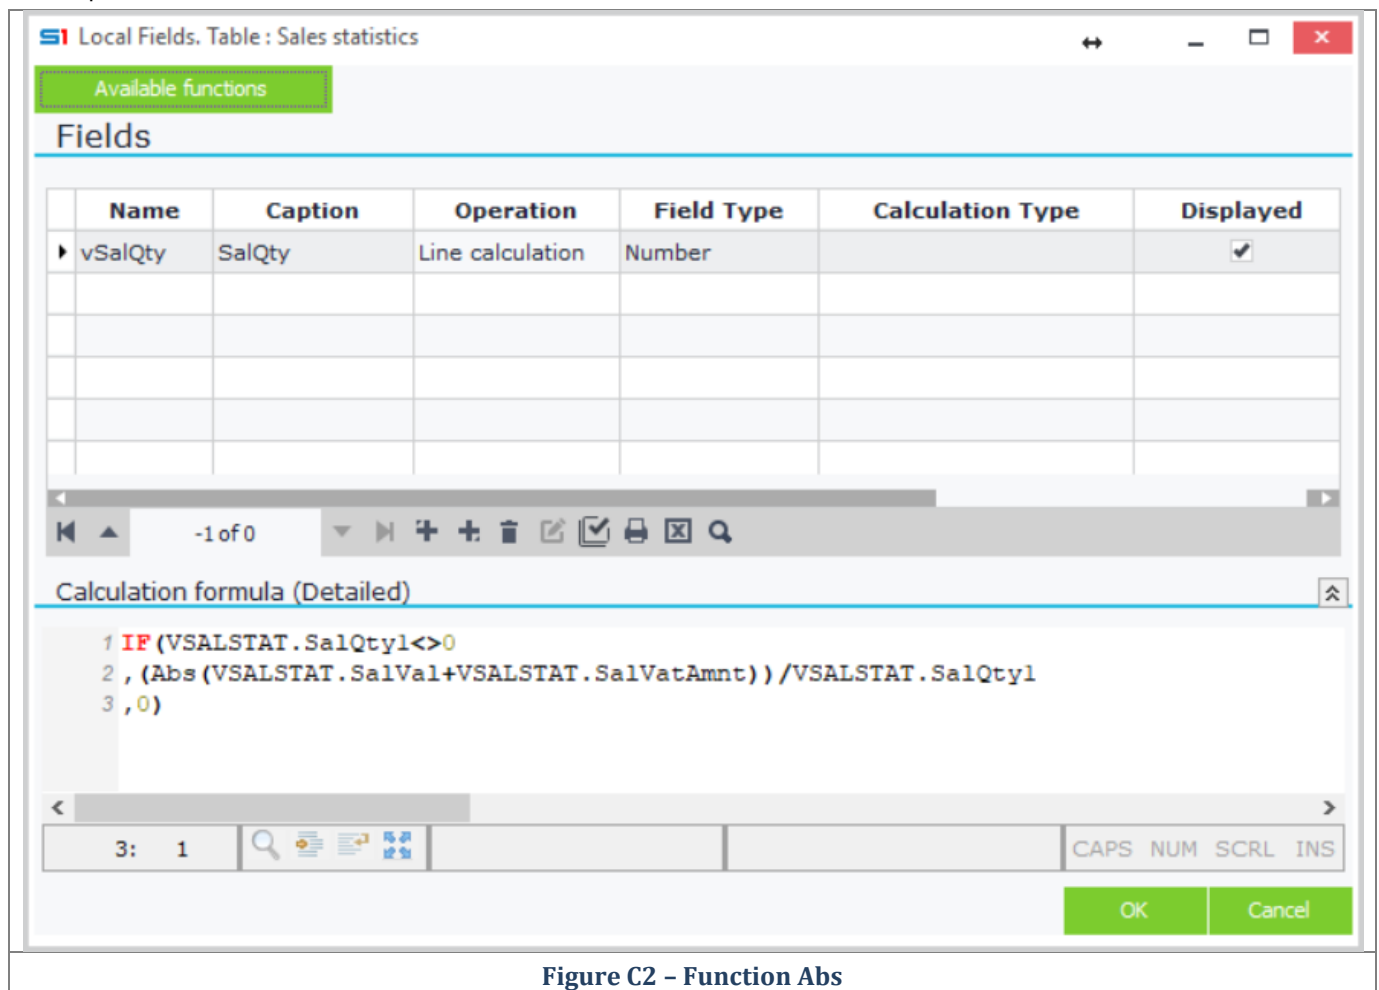 S1 Local Fields. Table : Sales statistics
Available functions
Fields
Name Caption Operation Field Type Calculation Type Displayed
vSalQty SalQty Line calculation Number
-1 of 0
Calculation formula (Detailed)
1 IF(VSALSTAT.SalQty1<>0
2 ,(Abs(VSALSTAT.SalVal+VSALSTAT.SalVatAmnt))/VSALSTAT.SalQty1
3 ,0)
3: 1 CAPS NUM SCRL INS
OK Cancel
Figure C2 – Function Abs